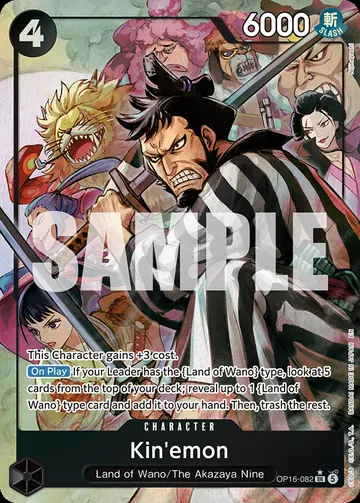 4
6000
斬
SLASH
SAMPLE
This Character gains +3 cost.
On Play If your Leader has the {Land of Wano} type, look at 5
cards from the top of your deck; reveal up to 1 {Land of
Wano} type card and add it to your hand. Then, trash the rest.
CHARACTER
Kin'emon
Land of Wano/The Akazaya Nine
OP16-082 SR 5